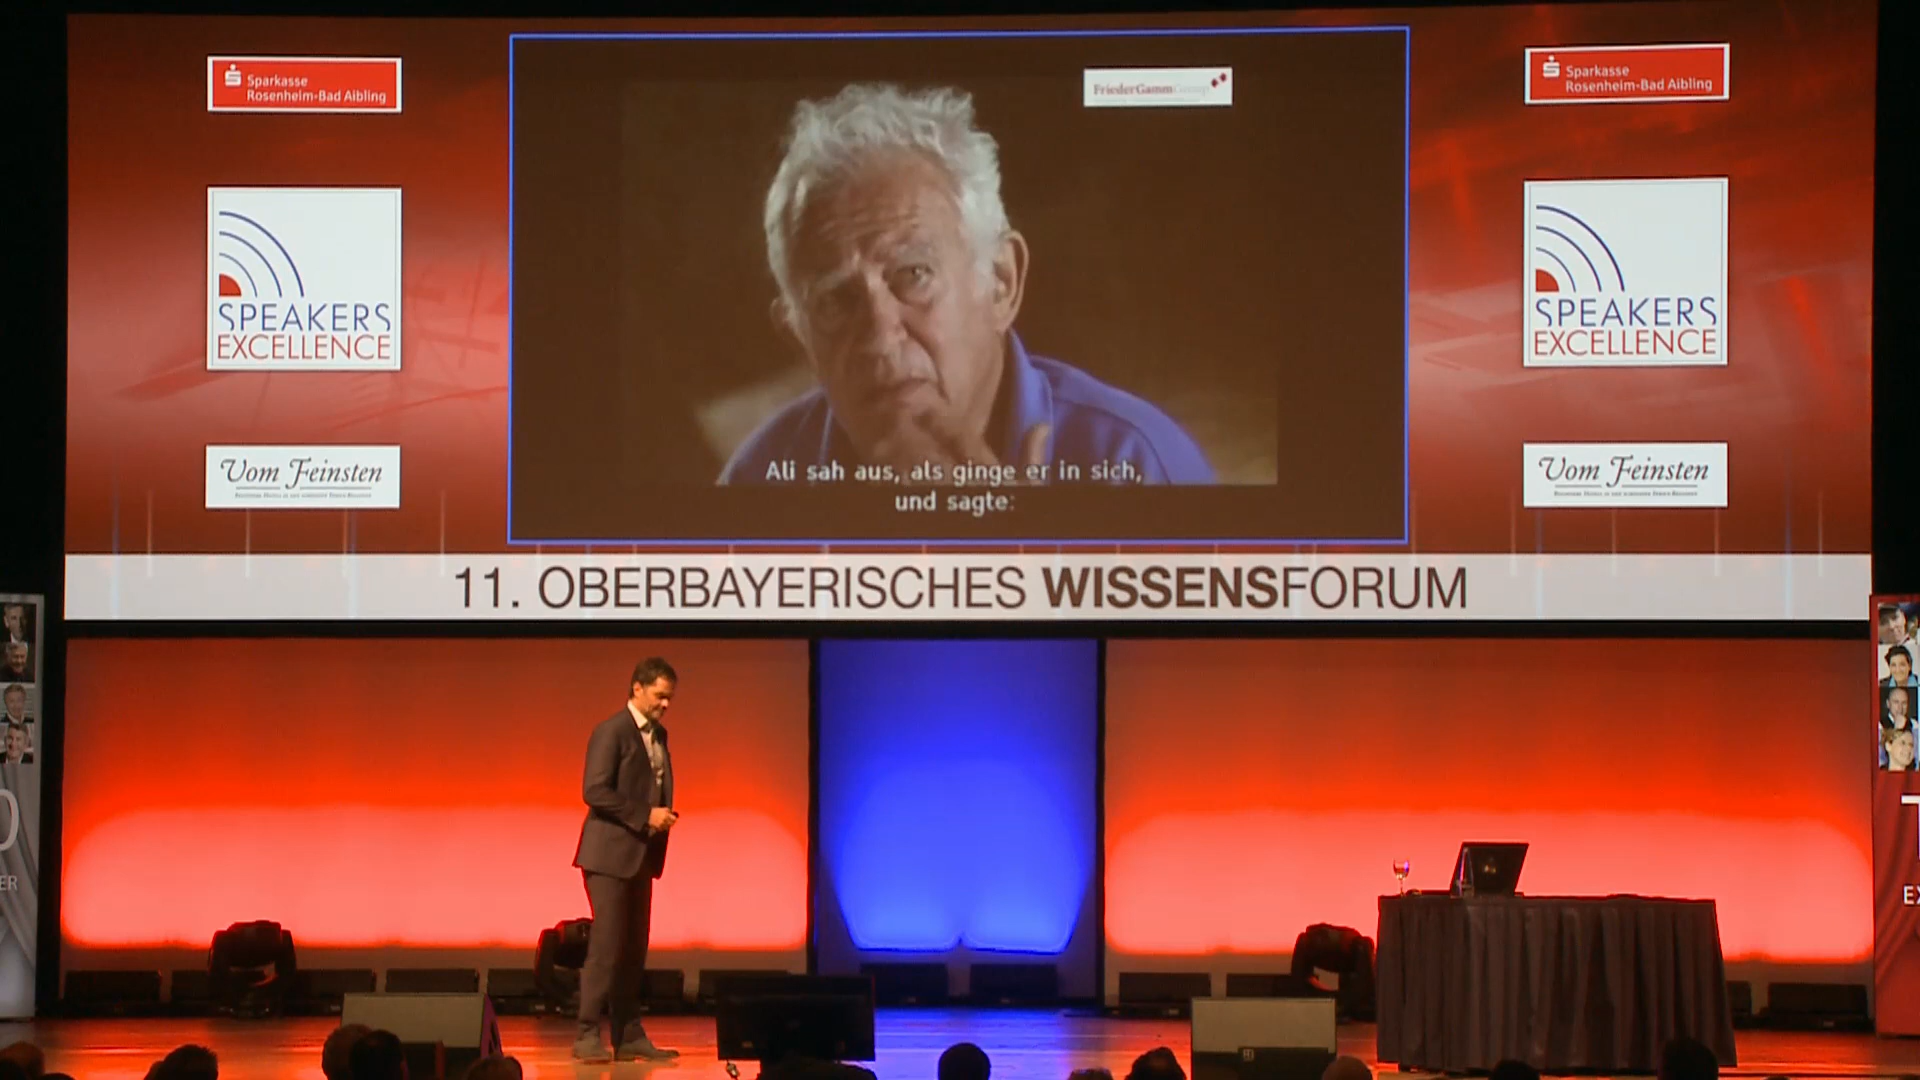 Sparkasse
Rosenheim-Bad Aibling
SPEAKERS
EXCELLENCE
Vom Feinsten
FriederGamm
Ali sah aus, als ginge er in sich,
und sagte:
Sparkasse
Rosenheim-Bad Aibling
SPEAKERS
EXCELLENCE
Vom Feinsten
11. OBERBAYERISCHES WISSENSFORUM